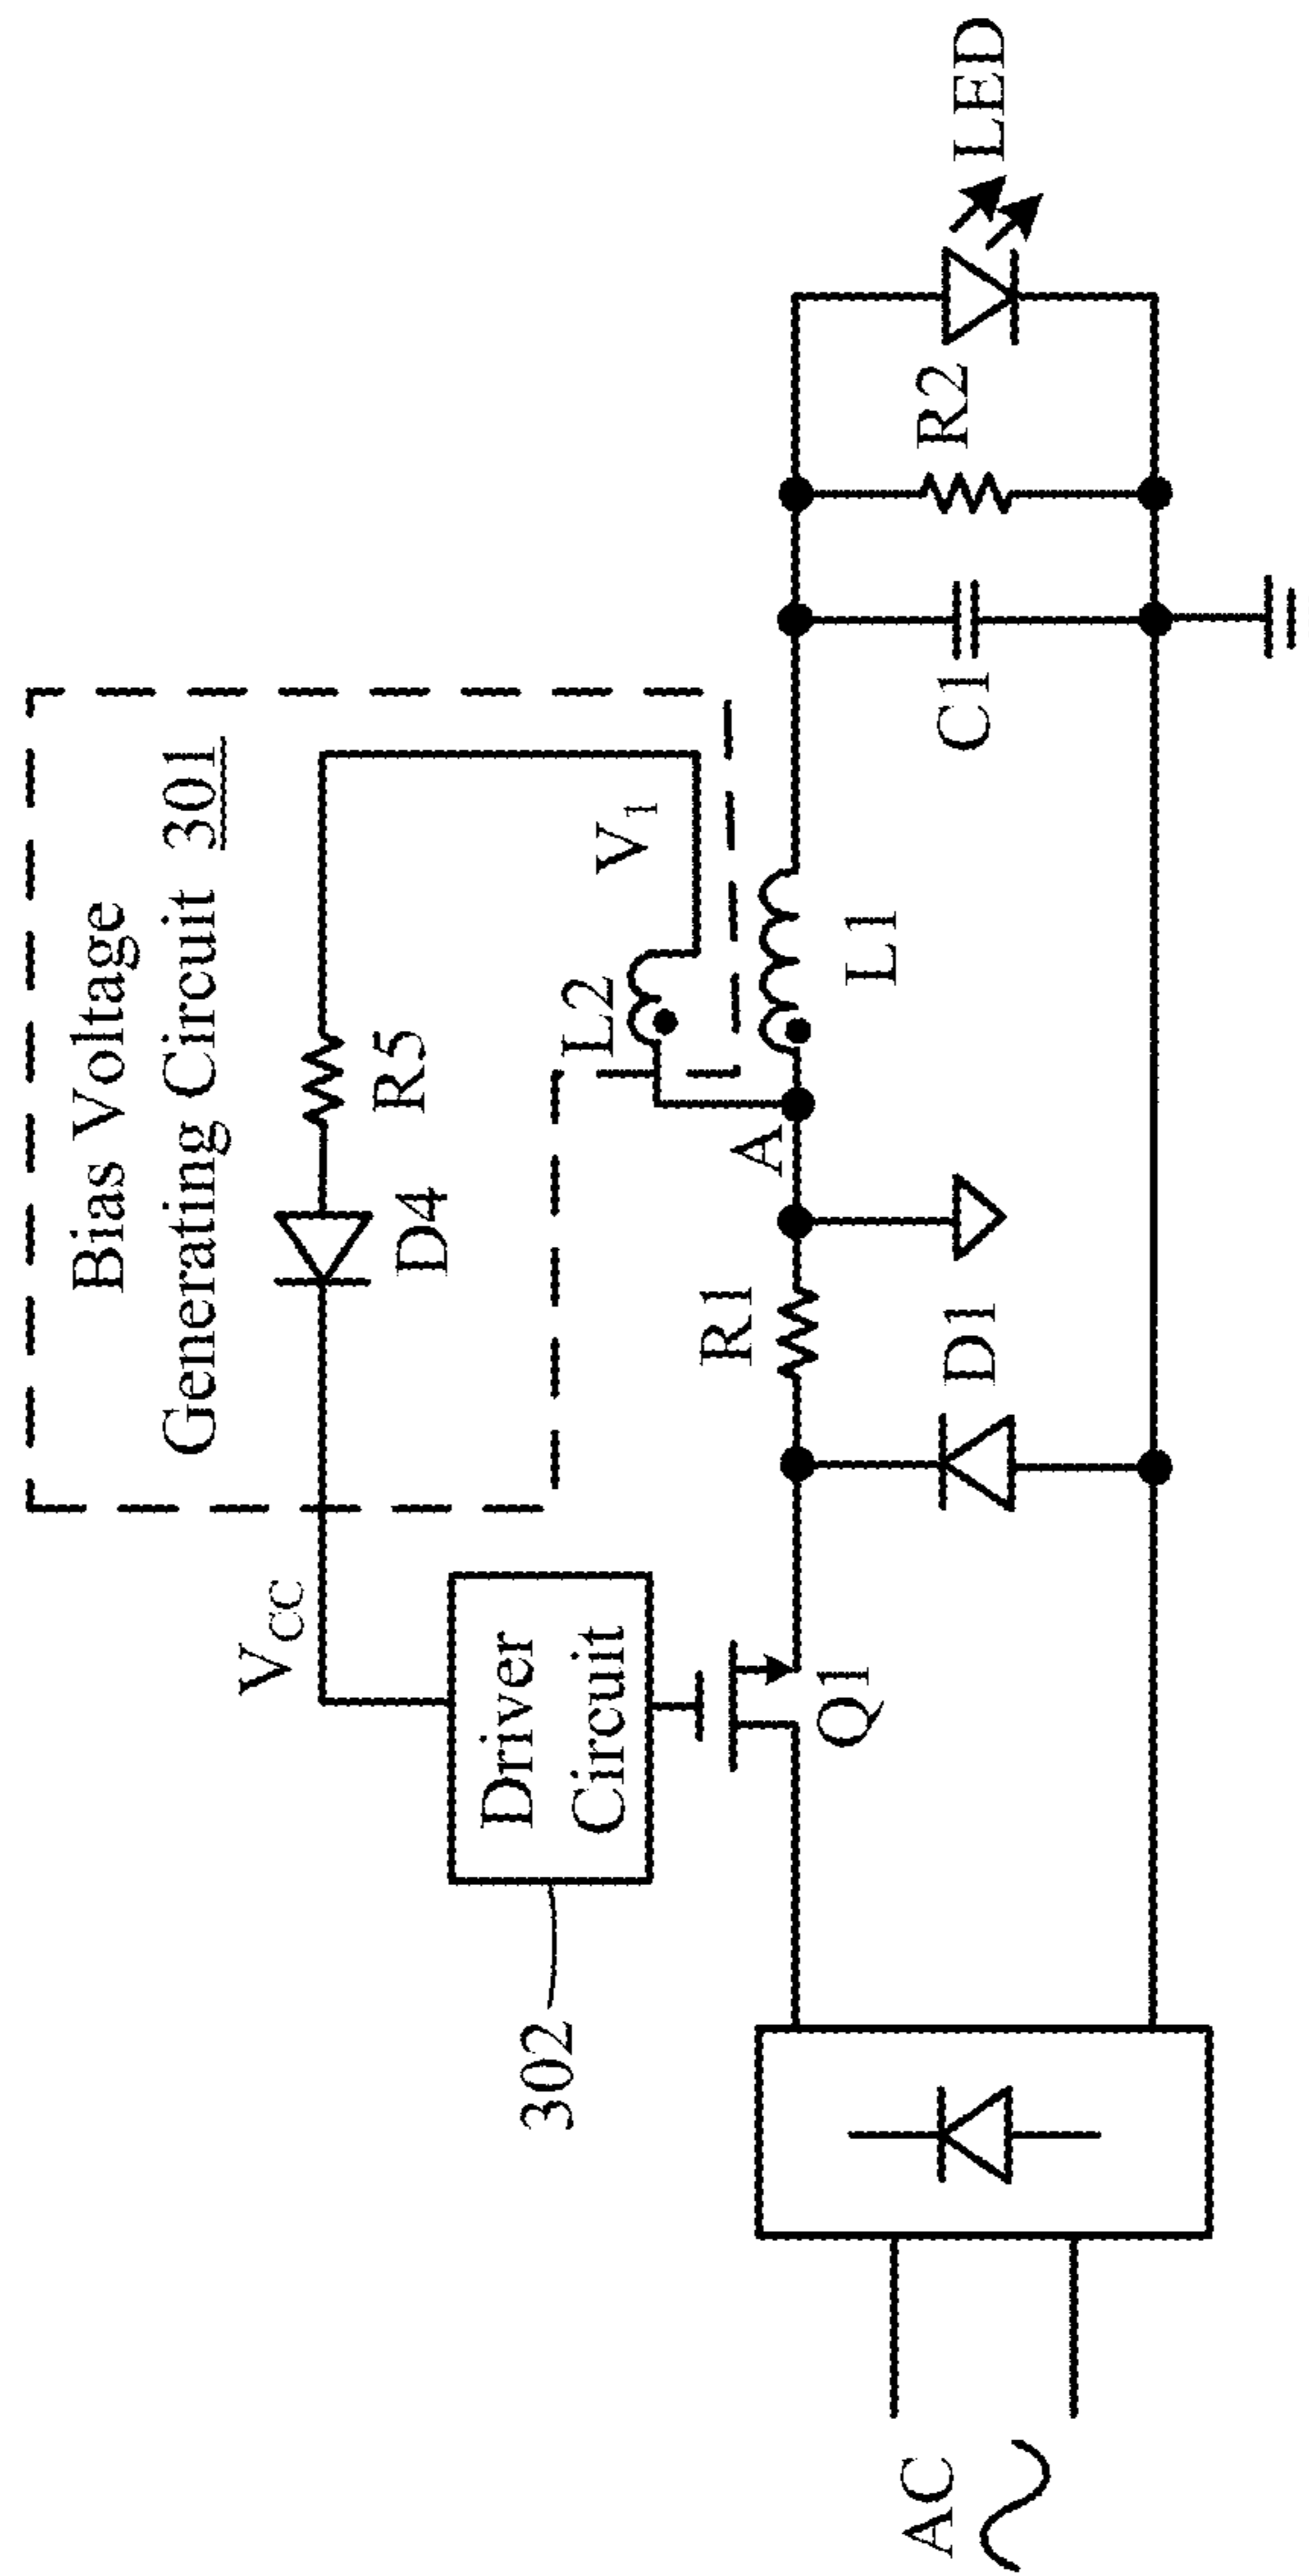 Bias Voltage
Generating Circuit 301
VCC
D4
R5
L2
V1
302
Driver
Circuit
Q1
R1
A
L1
D1
C1
R2
LED
AC